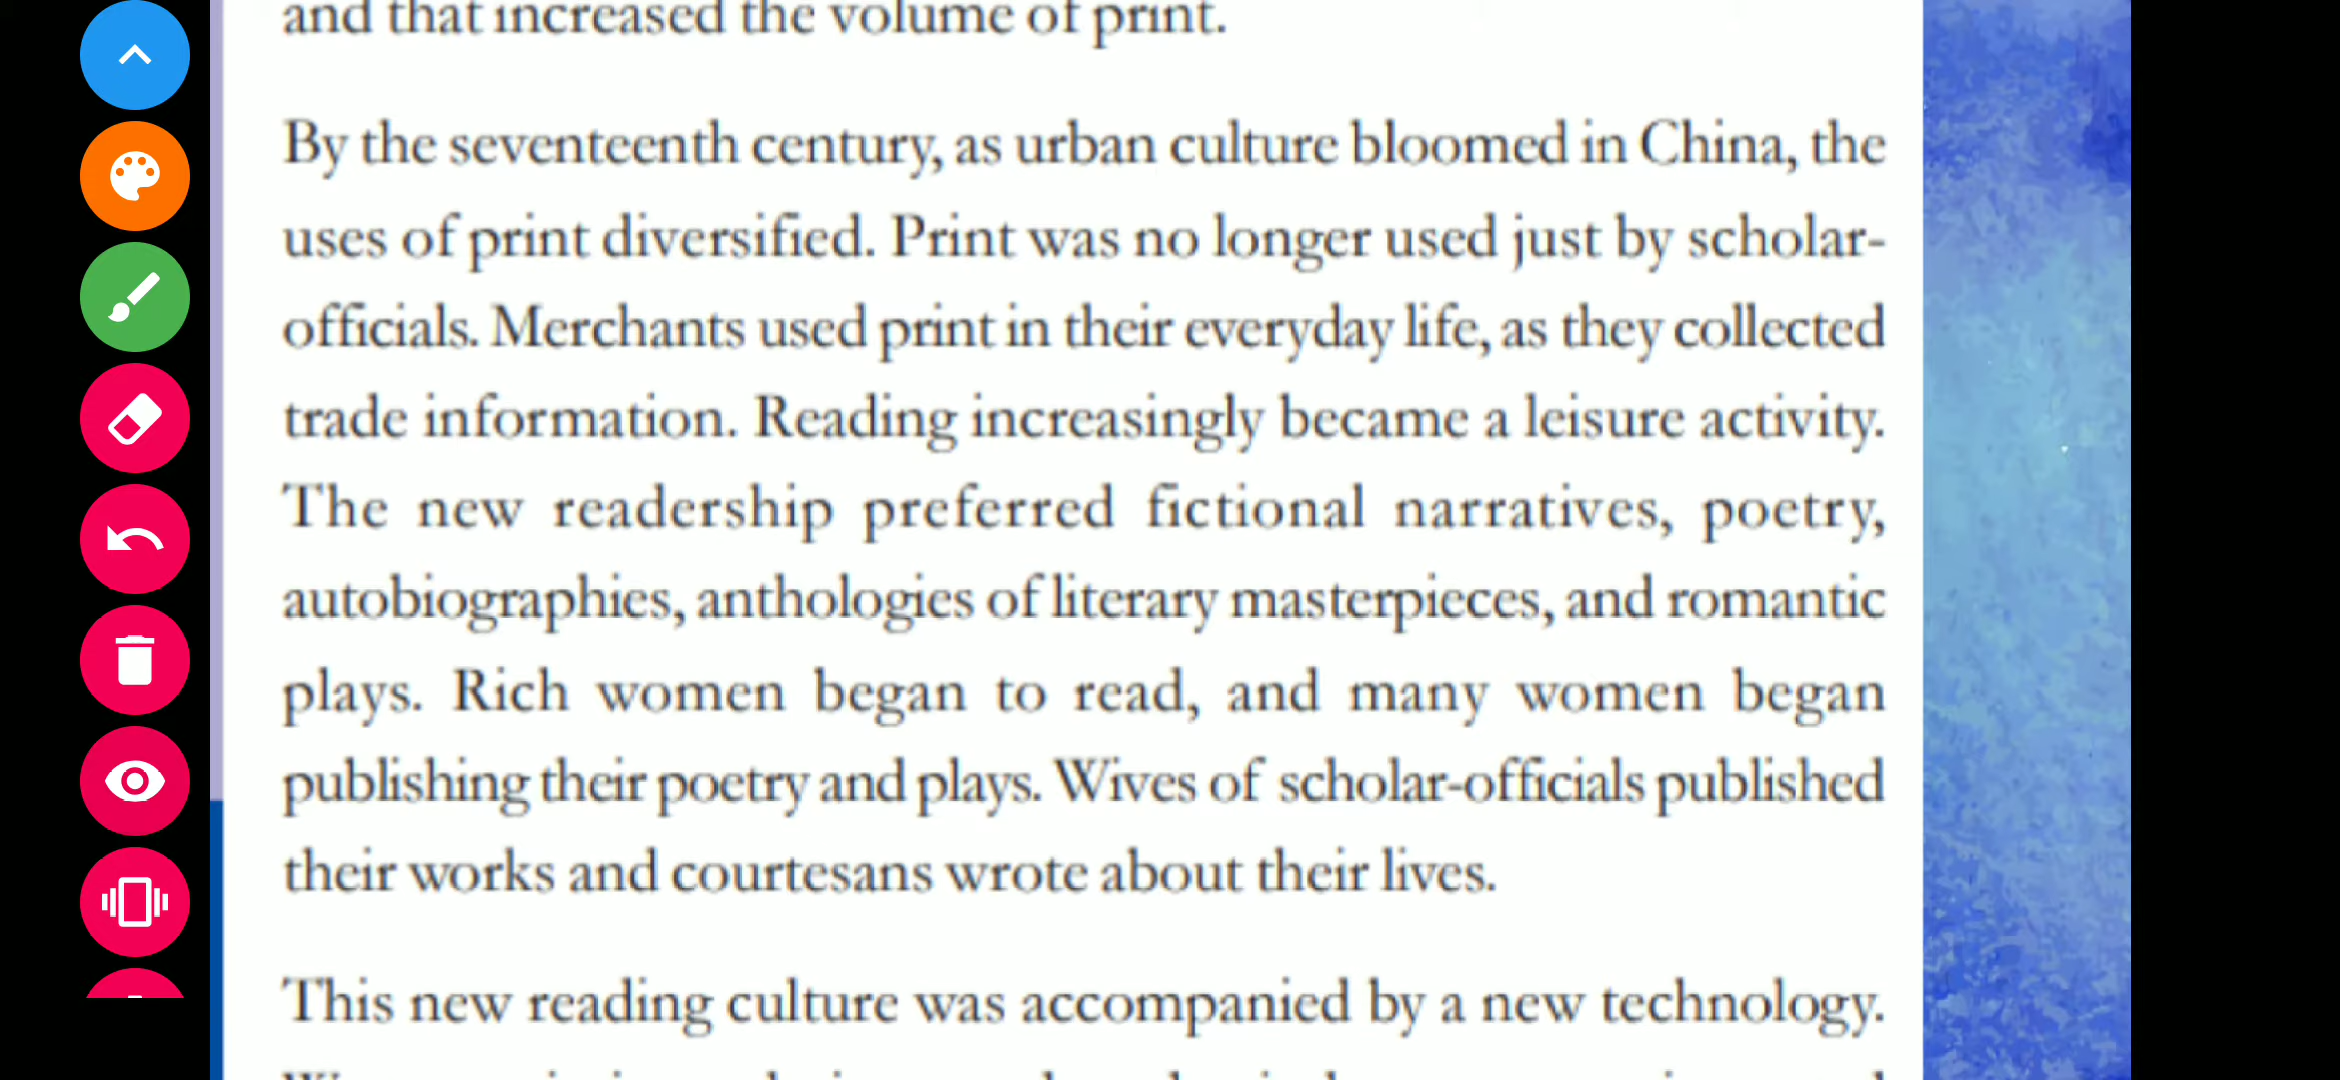 and that increased the volume of print.
By the seventeenth century, as urban culture bloomed in China, the
uses of print diversified. Print was no longer used just by scholar-
officials. Merchants used print in their everyday life, as they collected
trade information. Reading increasingly became a leisure activity.
The new readership preferred fictional narratives, poetry,
autobiographies, anthologies of literary masterpieces, and romantic
plays. Rich women began to read, and many women began
publishing their poetry and plays. Wives of scholar-officials published
their works and courtesans wrote about their lives.
This new reading culture was accompanied by a new technology.